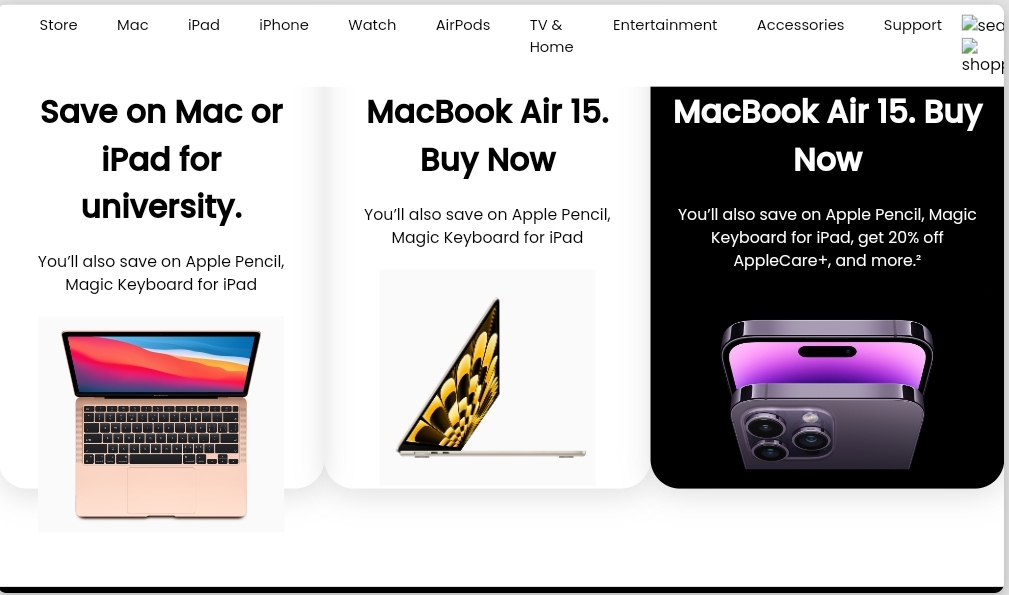 Store Mac iPad iPhone Watch AirPods TV & Home Entertainment Accessories Support
Save on Mac or
iPad for
university.
You’ll also save on Apple Pencil,
Magic Keyboard for iPad
MacBook Air 15.
Buy Now
You’ll also save on Apple Pencil,
Magic Keyboard for iPad
MacBook Air 15. Buy
Now
You’ll also save on Apple Pencil, Magic
Keyboard for iPad, get 20% off
AppleCare+, and more.²